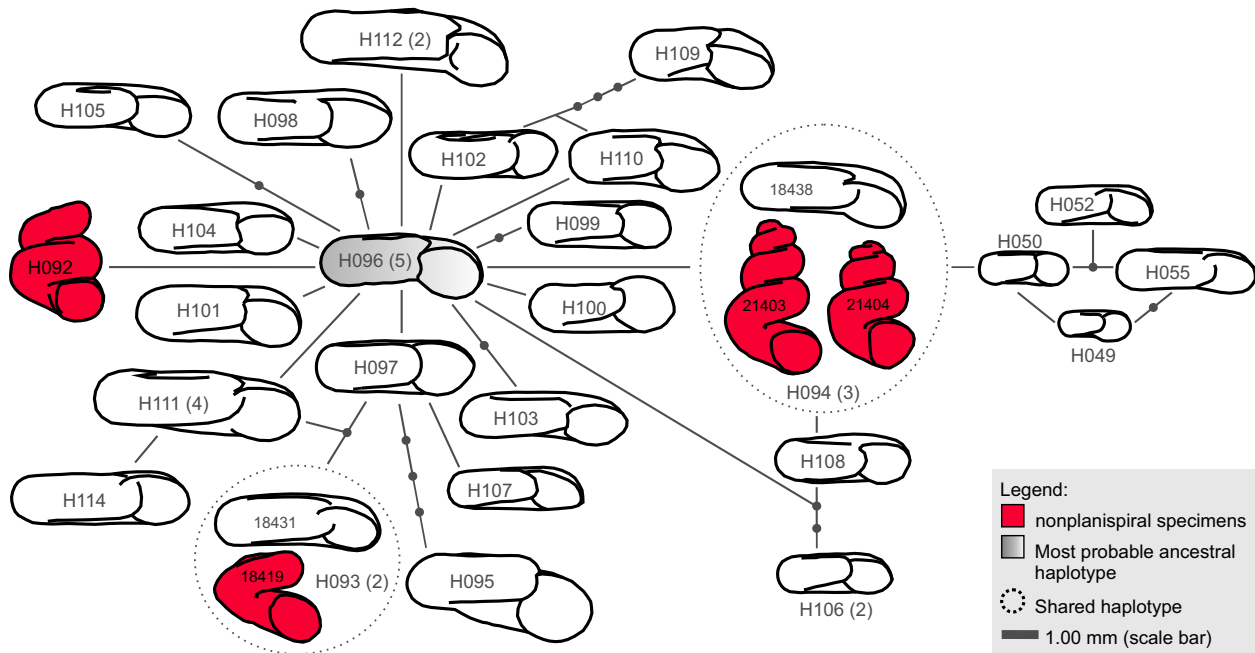 H112 (2)
H109
H105
H098
H102
H110
18438
H052
H104
H099
H050
H092
H096 (5)
H055
H101
H100
21403
21404
H049
H097
H094 (3)
H111 (4)
H103
H108
H114
H107
18431
18419
H093 (2)
H095
H106 (2)
Legend:
nonplanispiral specimens
Most probable ancestral
haplotype
Shared haplotype
1.00 mm (scale bar)